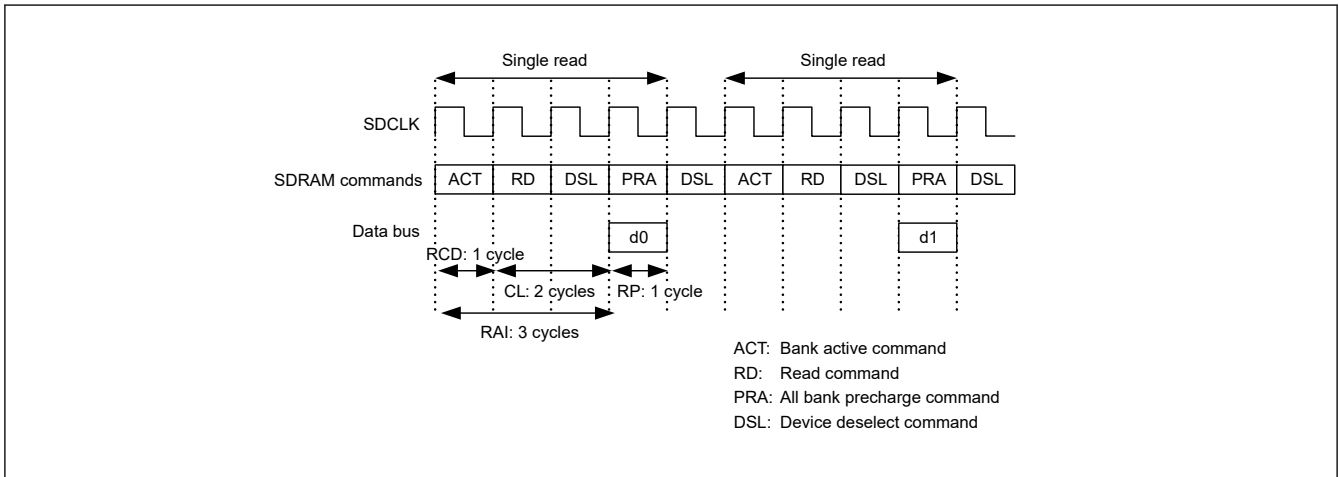 Single read Single read
SDCLK
SDRAM commands ACT RD DSL PRA DSL ACT RD DSL PRA DSL
Data bus d0 d1
RCD: 1 cycle
CL: 2 cycles RP: 1 cycle
RAI: 3 cycles
ACT: Bank active command
RD: Read command
PRA: All bank precharge command
DSL: Device deselect command